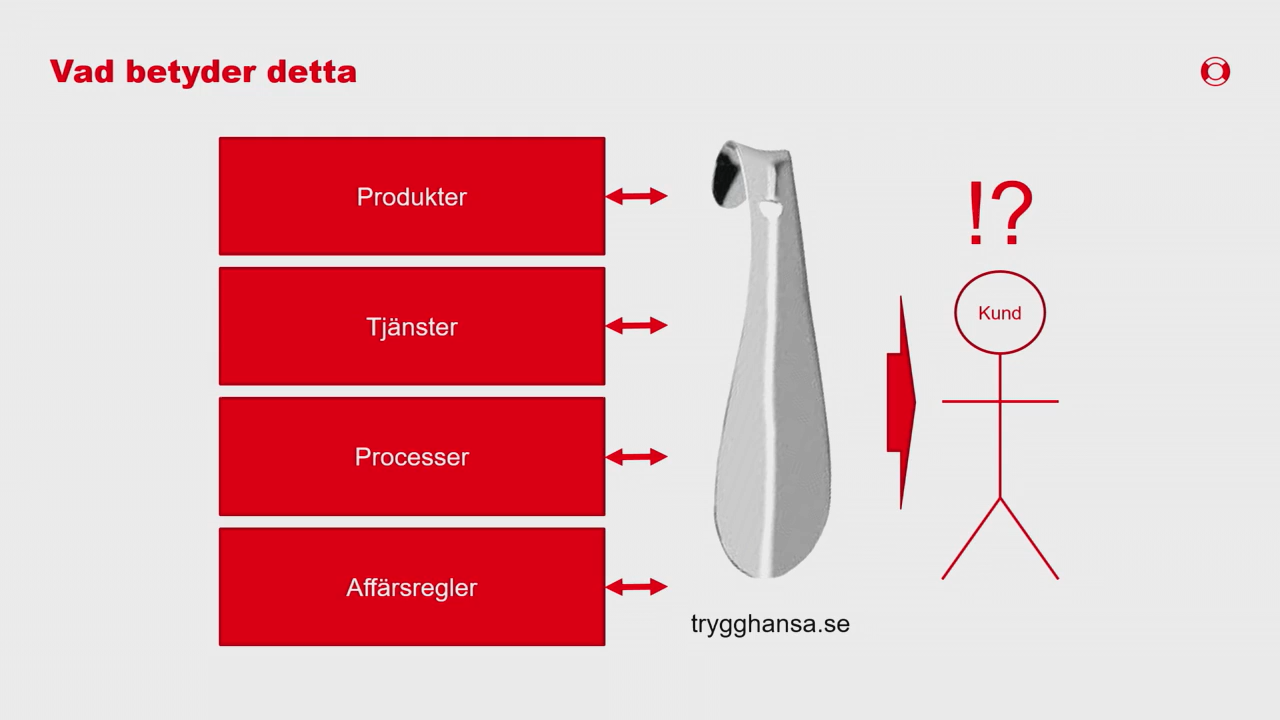 Vad betyder detta
Produkter
Tjänster
Processer
Affärsregler
trygghansa.se
!?
Kund